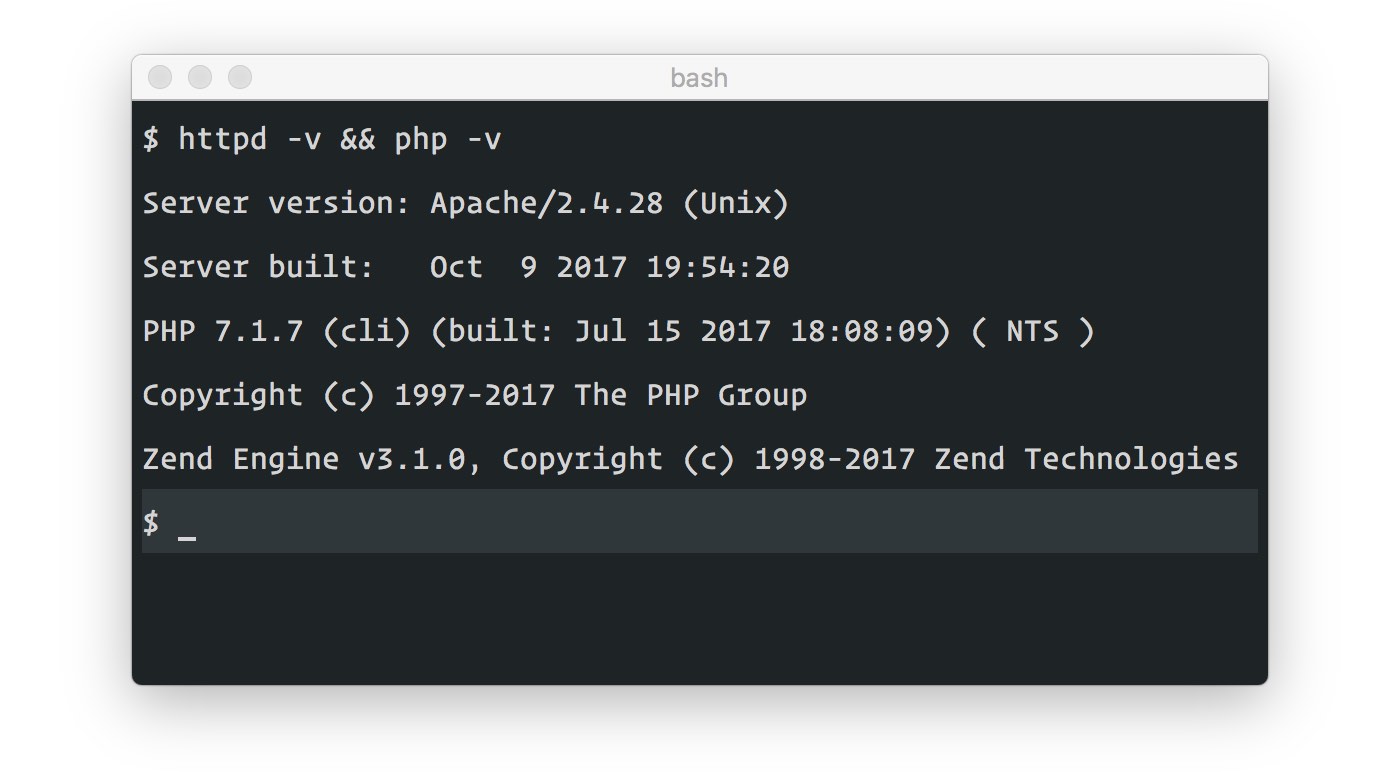 bash
$ httpd -v && php -v
Server version: Apache/2.4.28 (Unix)
Server built:   Oct  9 2017 19:54:20
PHP 7.1.7 (cli) (built: Jul 15 2017 18:08:09) ( NTS )
Copyright (c) 1997-2017 The PHP Group
Zend Engine v3.1.0, Copyright (c) 1998-2017 Zend Technologies
$ _